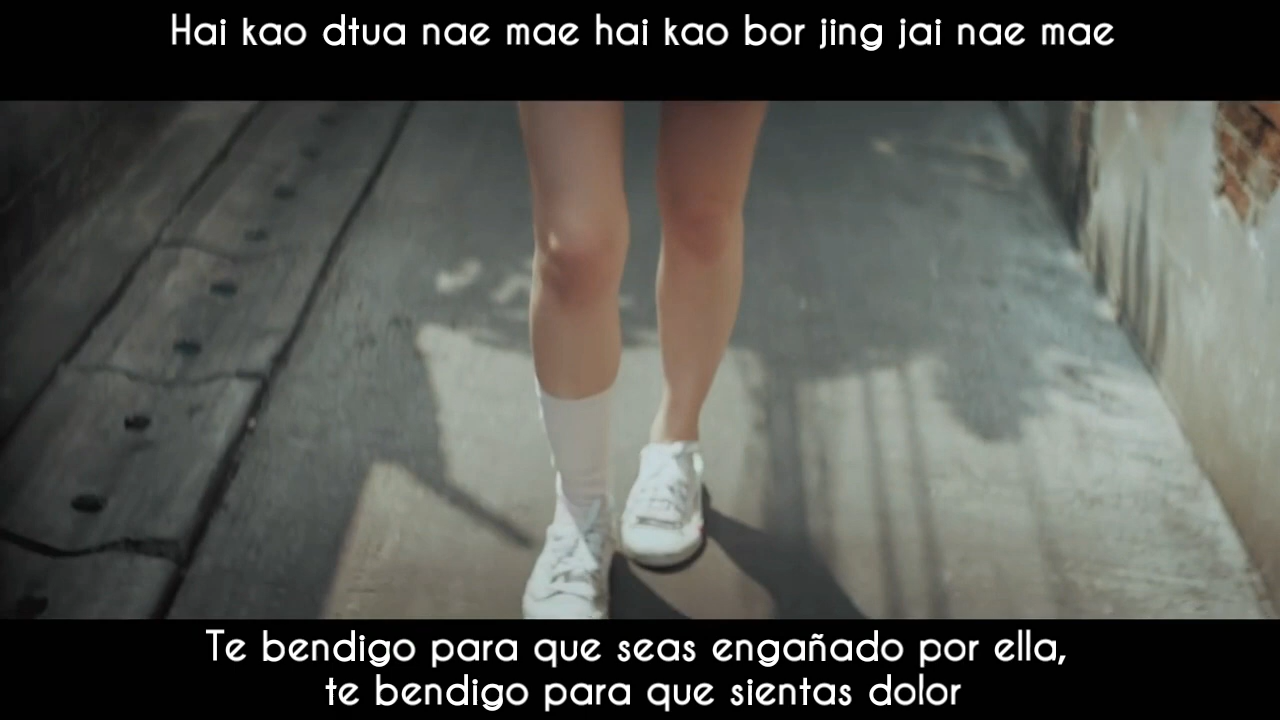 Hai kao dtua nae mae hai kao bor jing jai nae mae
Te bendigo para que seas engañado por ella,
te bendigo para que sientas dolor